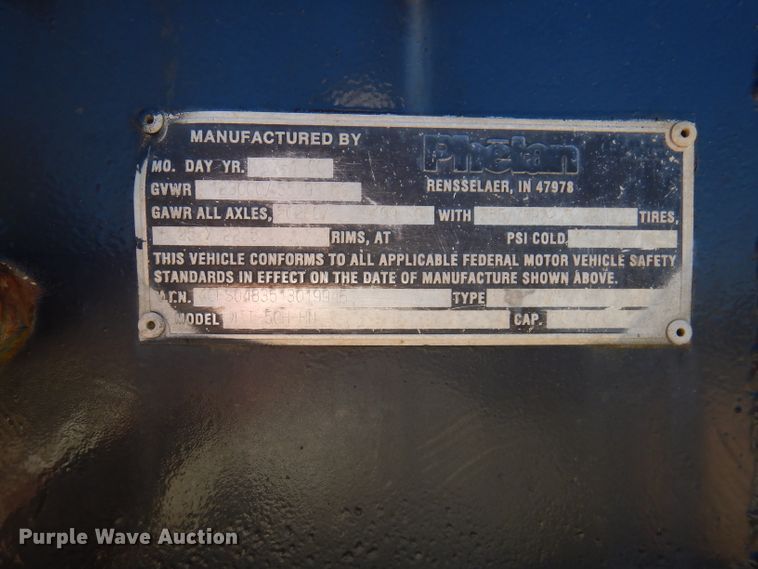 MANUFACTURED BY Phelan
MO. DAY YR.
GVWR RENSSELAER, IN 47978
GAWR ALL AXLES, WITH TIRES,
RIMS, AT PSI COLD.
THIS VEHICLE CONFORMS TO ALL APPLICABLE FEDERAL MOTOR VEHICLE SAFETY
STANDARDS IN EFFECT ON THE DATE OF MANUFACTURE SHOWN ABOVE.
TYPE
MODEL CAP.
Purple Wave Auction